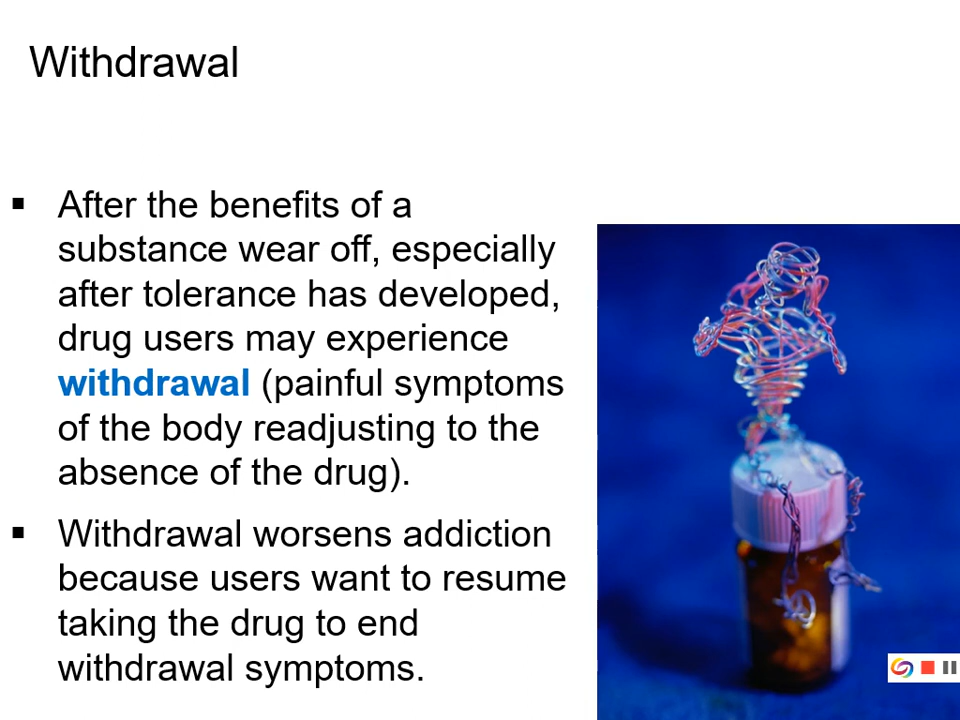 Withdrawal
▪ After the benefits of a
substance wear off, especially
after tolerance has developed,
drug users may experience
withdrawal (painful symptoms
of the body readjusting to the
absence of the drug).
▪ Withdrawal worsens addiction
because users want to resume
taking the drug to end
withdrawal symptoms.